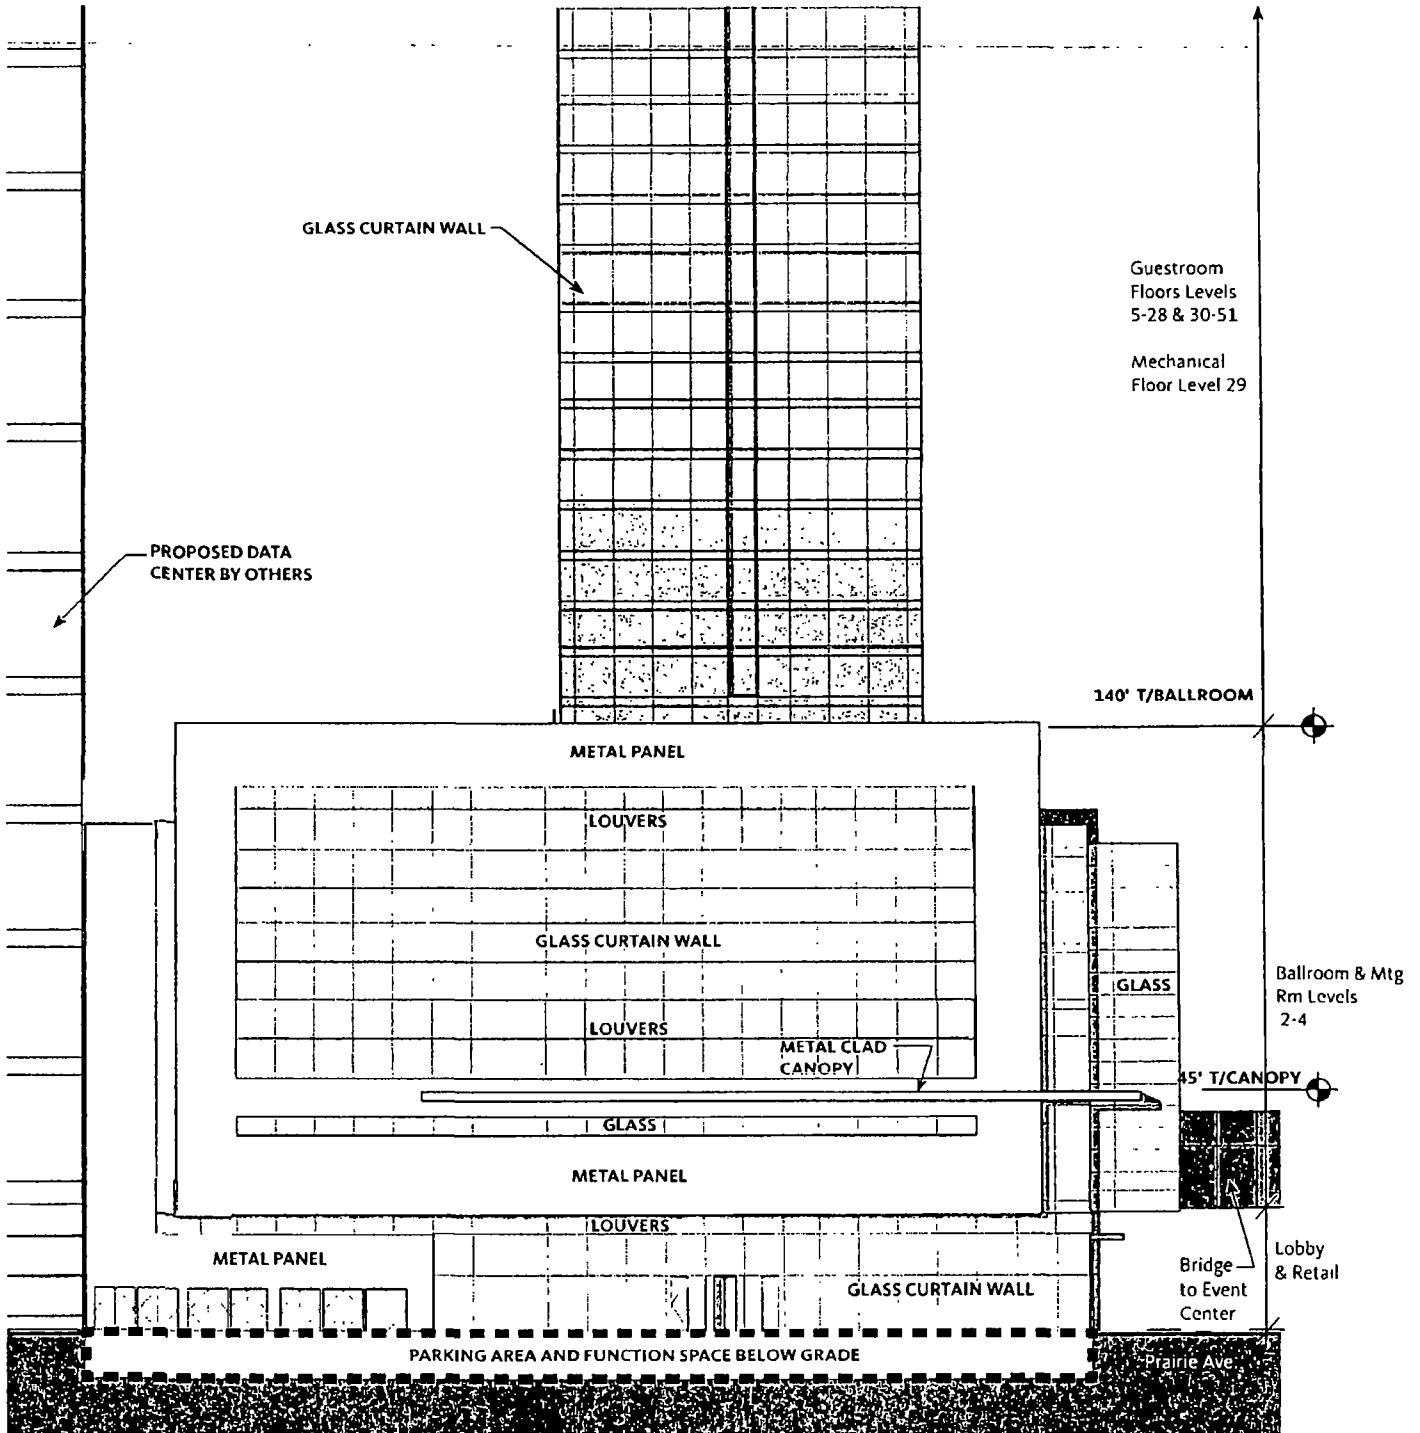 GLASS CURTAIN WALL
Guestroom
Floors Levels
5-28 & 30-51
Mechanical
Floor Level 29
PROPOSED DATA
CENTER BY OTHERS
140' T/BALLROOM
METAL PANEL
LOUVERS
GLASS CURTAIN WALL
GLASS
Ballroom & Mtg
Rm Levels
2-4
LOUVERS
METAL CLAD
CANOPY
45' T/CANOPY
GLASS
METAL PANEL
LOUVERS
METAL PANEL
Lobby
& Retail
Bridge
to Event
Center
GLASS CURTAIN WALL
PARKING AREA AND FUNCTION SPACE BELOW GRADE
Prairie Ave